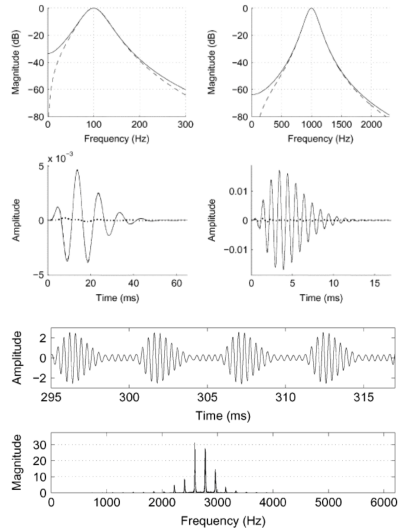 0
−20
−40
−60
−80
Magnitude (dB)
0 100 200 300
Frequency (Hz)
0
−20
−40
−60
−80
Magnitude (dB)
0 500 1000 1500 2000
Frequency (Hz)
x 10⁻³
5
0
−5
Amplitude
0 20 40 60
Time (ms)
0.01
0
−0.01
Amplitude
0 5 10 15
Time (ms)
2
0
−2
Amplitude
295 300 305 310 315
Time (ms)
30
20
10
0
Magnitude
0 1000 2000 3000 4000 5000 6000
Frequency (Hz)